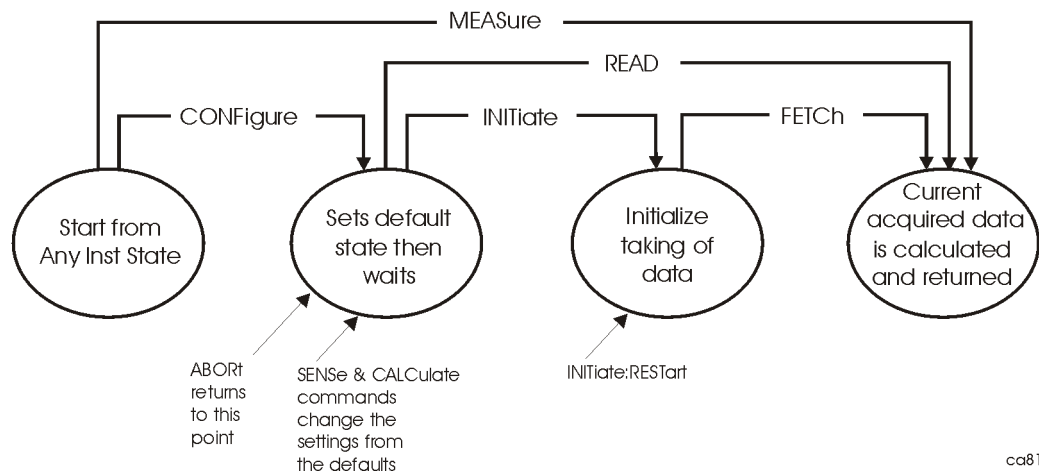 MEASure
READ
CONFigure
INITiate
FETCh
Start from
Any Inst State
Sets default
state then
waits
Initialize
taking of
data
Current
acquired data
is calculated
and returned
ABORt
returns
to this
point
SENSe & CALCulate
commands
change the
settings from
the defaults
INITiate:RESTart
ca81